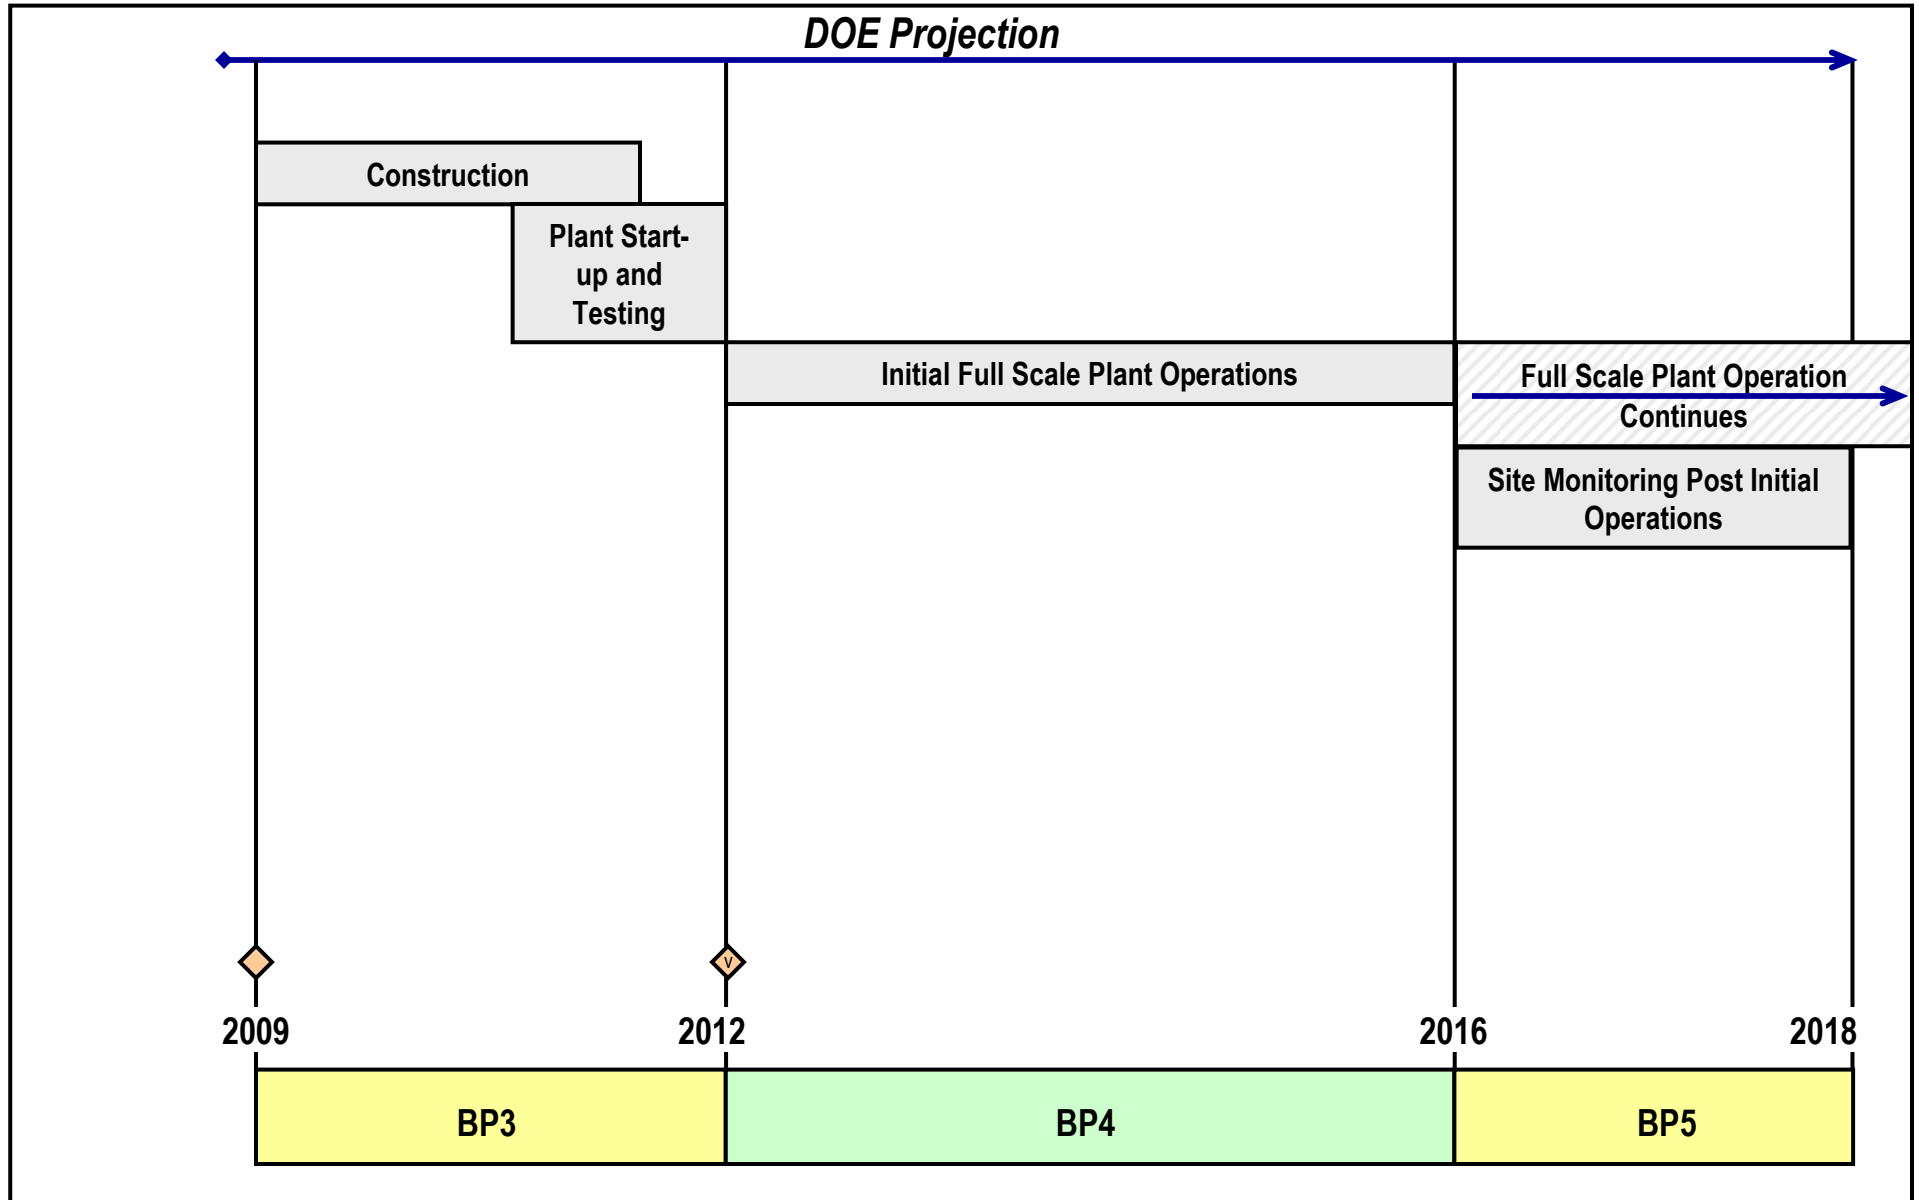 DOE Projection
Construction
Plant Start-
up and
Testing
Initial Full Scale Plant Operations
Full Scale Plant Operation
Continues
Site Monitoring Post Initial
Operations
V
2009
2012
2016
2018
BP3
BP4
BP5